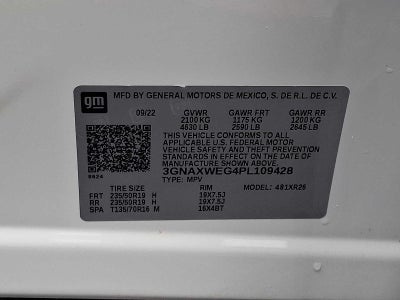 gm
MFD BY GENERAL MOTORS DE MEXICO, S. DE R.L. DE C.V.
09/22 GVWR GAWR FRT GAWR RR
2100 KG 1175 KG 1200 KG
4630 LB 2590 LB 2645 LB
THIS VEHICLE CONFORMS TO ALL
APPLICABLE U.S. FEDERAL MOTOR
VEHICLE SAFETY AND THEFT
PREVENTION STANDARDS IN EFFECT
ON THE DATE OF MANUFACTURE
SHOWN ABOVE.
3GNAXWEG4PL109428
TYPE: MPV MODEL: 4B1XR26
TIRE SIZE RIM
FRT 235/50R19 H 19X7.5J
RR 235/50R19 H 19X7.5J
SPA T135/70R16 M 16X4BT